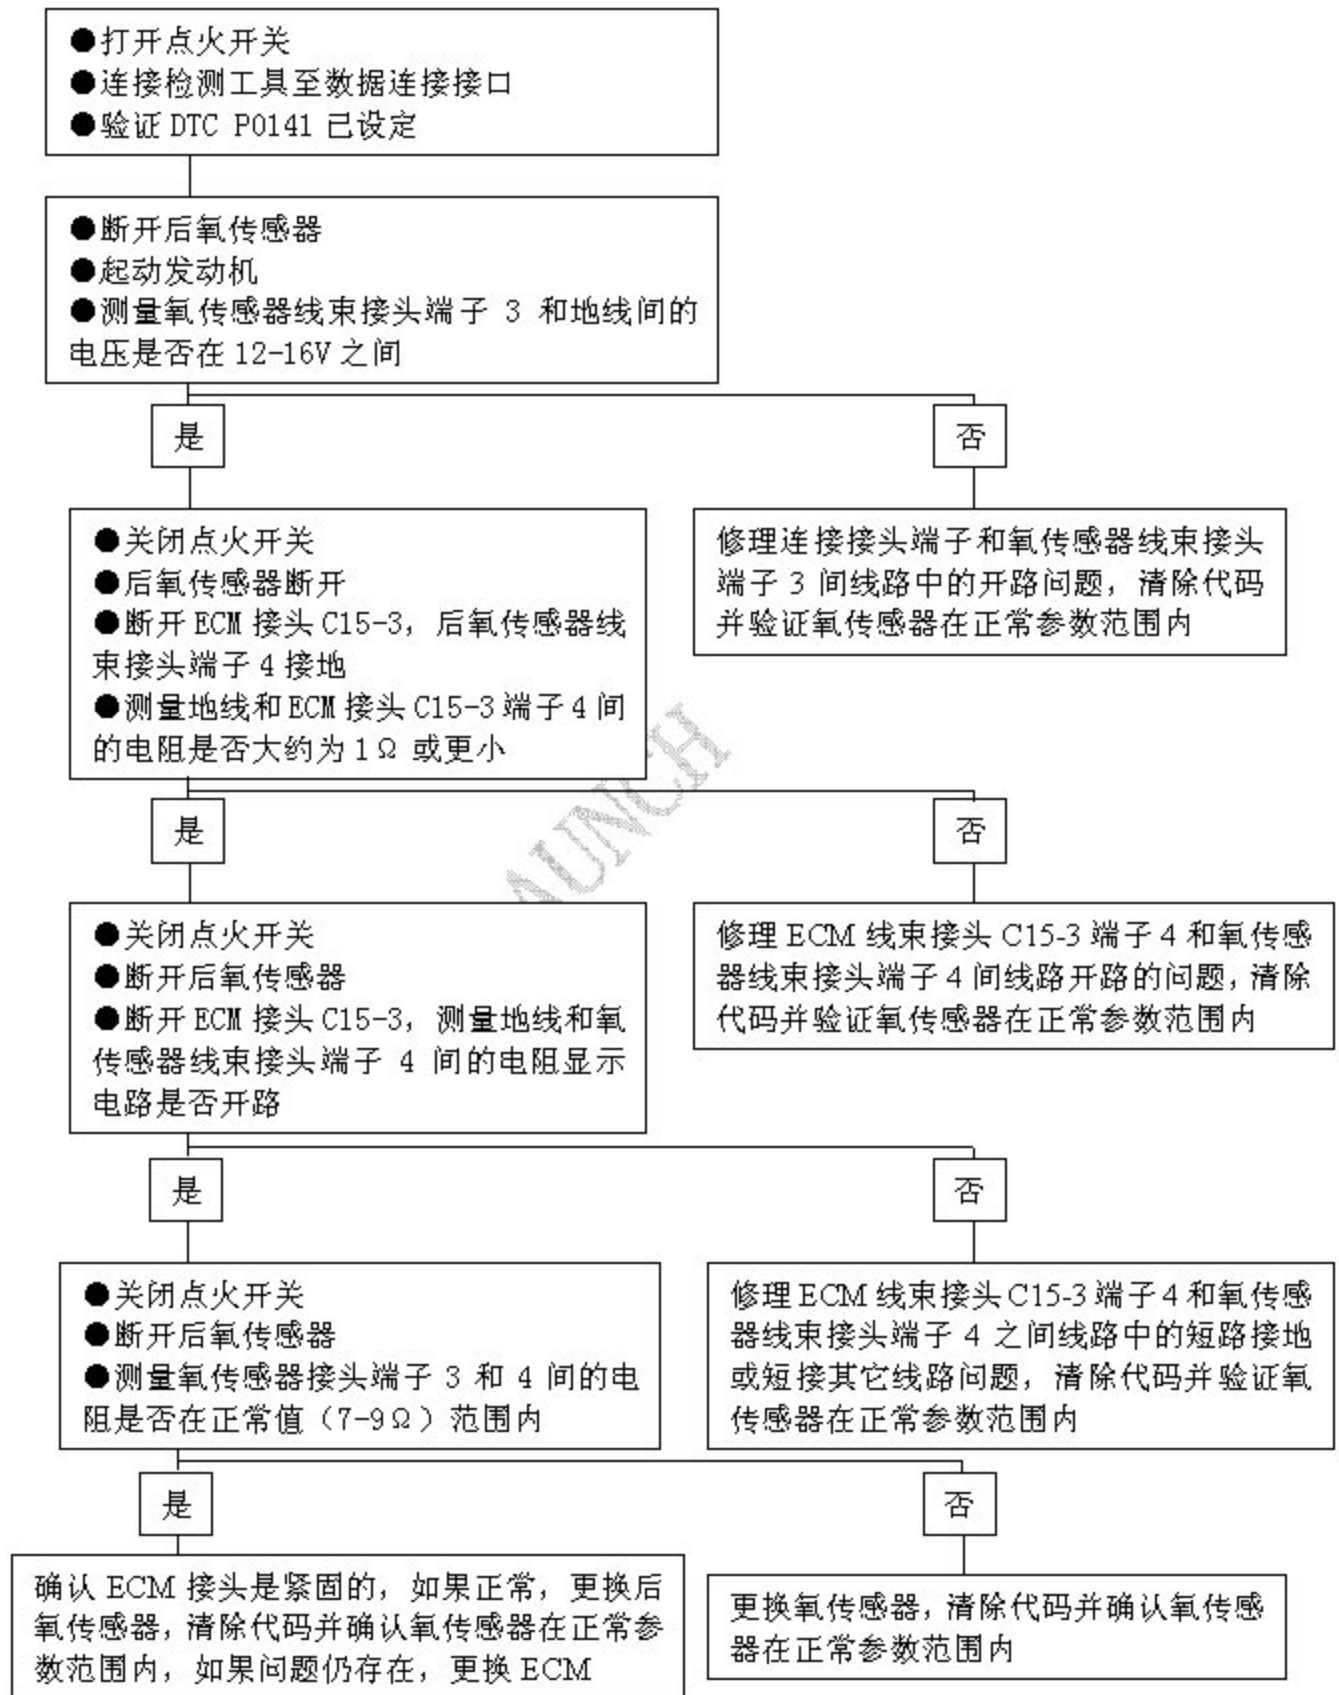 ●打开点火开关
●连接检测工具至数据连接接口
●验证 DTC P0141 已设定
●断开后氧传感器
●起动发动机
●测量氧传感器线束接头端子 3 和地线间的
电压是否在 12-16V 之间
是
否
●关闭点火开关
●后氧传感器断开
●断开 ECM 接头 C15-3，后氧传感器线
束接头端子 4 接地
●测量地线和 ECM 接头 C15-3 端子 4 间
的电阻是否大约为 1Ω 或更小
修理连接接头端子和氧传感器线束接头
端子 3 间线路中的开路问题，清除代码
并验证氧传感器在正常参数范围内
是
否
●关闭点火开关
●断开后氧传感器
●断开 ECM 接头 C15-3，测量地线和氧
传感器线束接头端子 4 间的电阻显示
电路是否开路
修理 ECM 线束接头 C15-3 端子 4 和氧传感
器线束接头端子 4 间线路开路的问题，清除
代码并验证氧传感器在正常参数范围内
是
否
●关闭点火开关
●断开后氧传感器
●测量氧传感器接头端子 3 和 4 间的电
阻是否在正常值（7-9Ω）范围内
修理 ECM 线束接头 C15-3 端子 4 和氧传感
器线束接头端子 4 之间线路中的短路接地
或短接其它线路问题，清除代码并验证氧
传感器在正常参数范围内
是
否
确认 ECM 接头是紧固的，如果正常，更换后
氧传感器，清除代码并确认氧传感器在正常参
数范围内，如果问题仍存在，更换 ECM
更换氧传感器，清除代码并确认氧传感
器在正常参数范围内
AUNCH